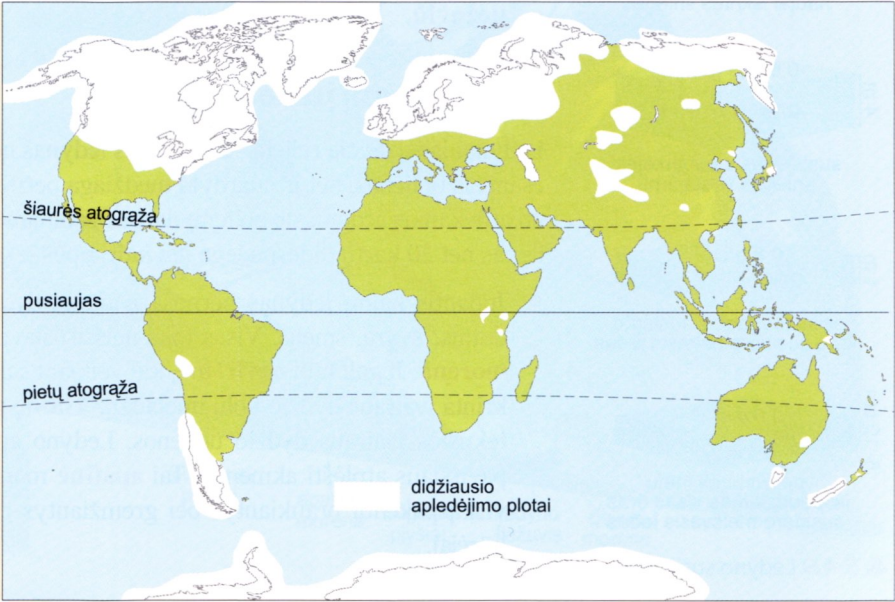 šiaurės atogrąža
pusiaujas
pietų atogrąža
didžiausio
apledėjimo plotai